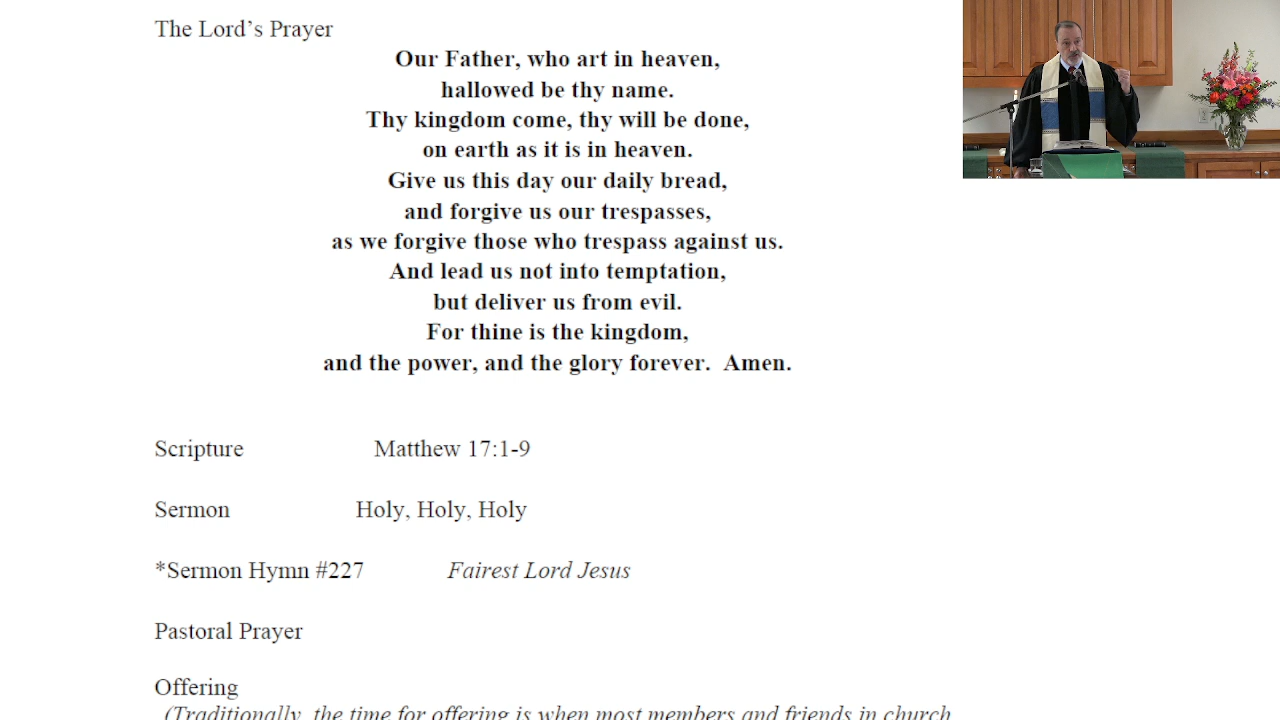 The Lord’s Prayer
Our Father, who art in heaven,
hallowed be thy name.
Thy kingdom come, thy will be done,
on earth as it is in heaven.
Give us this day our daily bread,
and forgive us our trespasses,
as we forgive those who trespass against us.
And lead us not into temptation,
but deliver us from evil.
For thine is the kingdom,
and the power, and the glory forever.  Amen.
Scripture Matthew 17:1-9
Sermon Holy, Holy, Holy
*Sermon Hymn #227 Fairest Lord Jesus
Pastoral Prayer
Offering
(Traditionally, the time for offering is when most members and friends in church